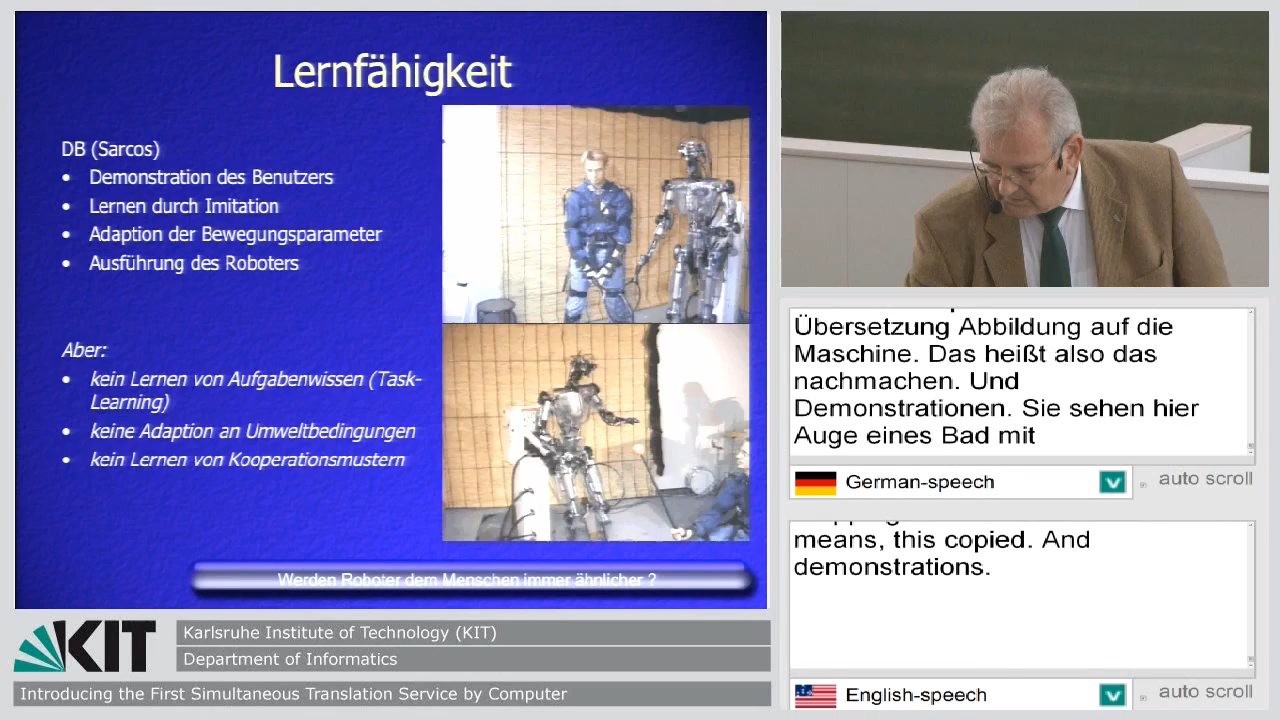 Lernfähigkeit
DB (Sarcos)
• Demonstration des Benutzers
• Lernen durch Imitation
• Adaption der Bewegungsparameter
• Ausführung des Roboters
Aber:
• kein Lernen von Aufgabenwissen (Task-
Learning)
• keine Adaption an Umweltbedingungen
• kein Lernen von Kooperationsmustern
Werden Roboter dem Menschen immer ähnlicher ?
Übersetzung Abbildung auf die
Maschine. Das heißt also das
nachmachen. Und
Demonstrationen. Sie sehen hier
Auge eines Bad mit
German-speech
auto scroll
means, this copied. And
demonstrations.
English-speech
auto scroll
KIT
Karlsruhe Institute of Technology (KIT)
Department of Informatics
Introducing the First Simultaneous Translation Service by Computer